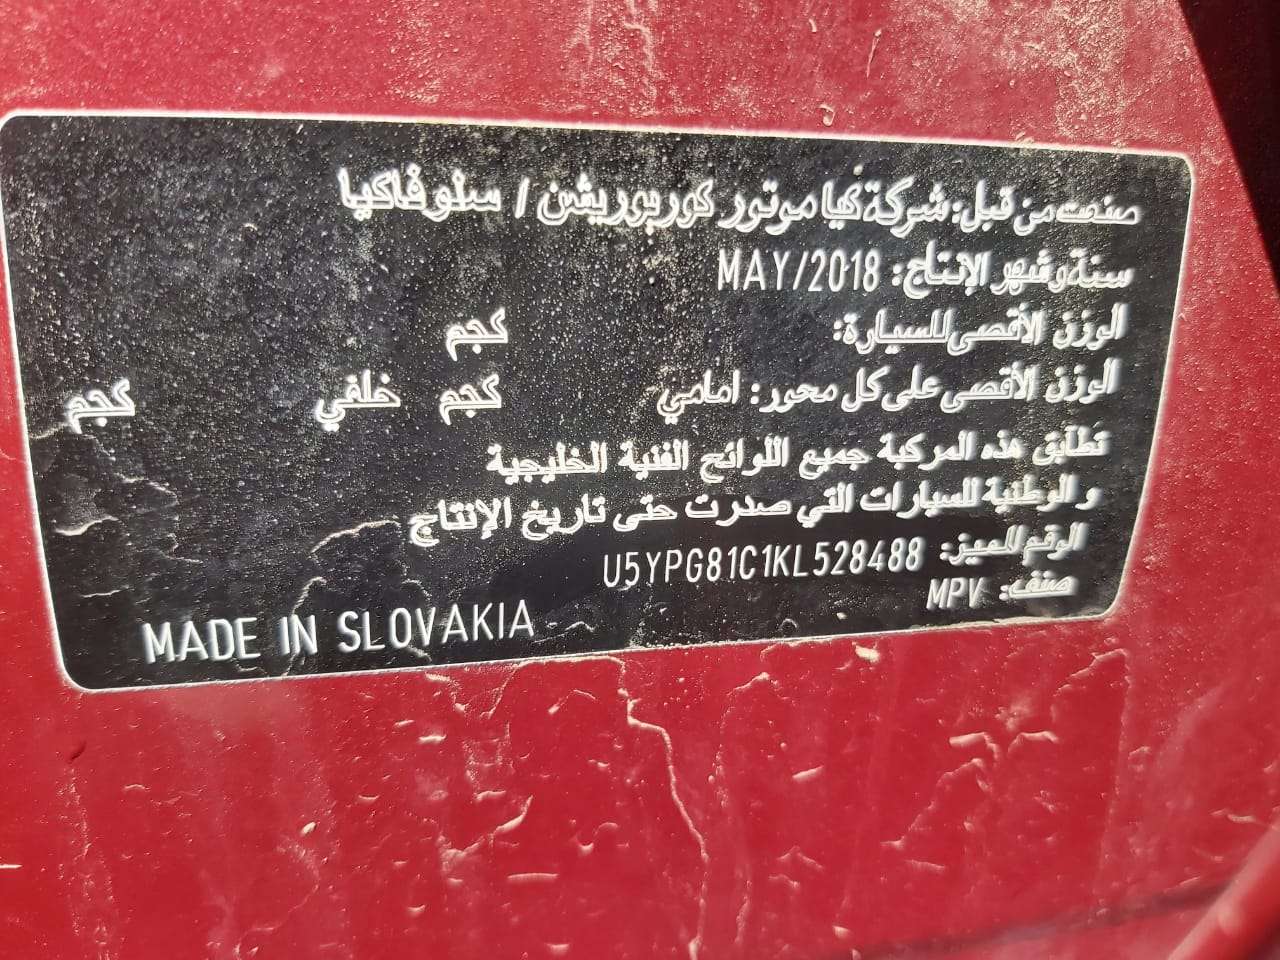 صنعت من قبل: شركة كيا موتور كوربوريشن / سلوفاكيا
سنة وشهر الإنتاج: MAY/2018
الوزن الأقصى للسيارة: كجم
الوزن الأقصى على كل محور: امامي كجم خلفي كجم
تطابق هذه المركبة جميع اللوائح الفنية الخليجية
و الوطنية للسيارات التي صدرت حتى تاريخ الإنتاج
الرقم المميز: U5YPG81C1KL528488
صنف: MPV
MADE IN SLOVAKIA